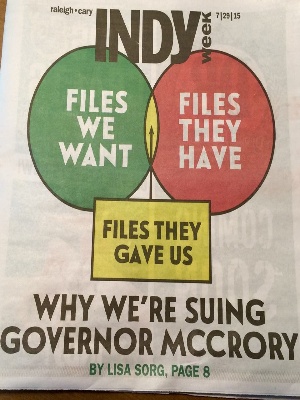 raleigh•cary
INDY
week
7|29|15
FILES
WE
WANT
FILES
THEY
HAVE
FILES THEY
GAVE US
WHY WE'RE SUING
GOVERNOR MCCRORY
BY LISA SORG, PAGE 8